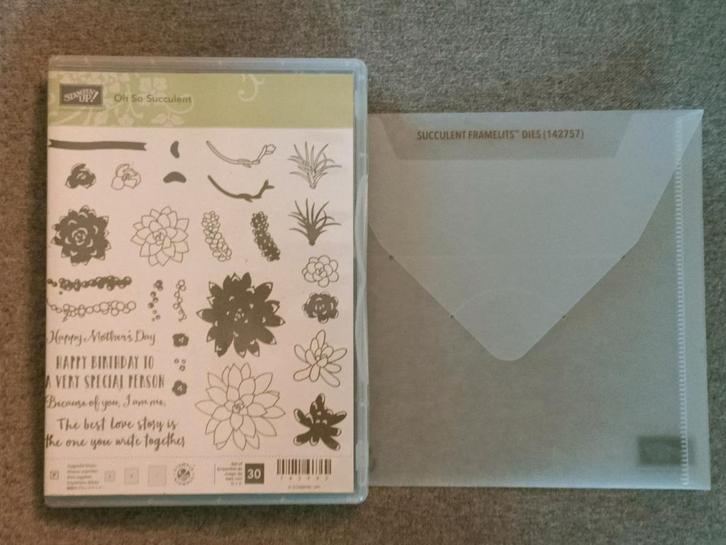 STAMPIN' UP!
Oh So Succulent
SUCCULENT FRAMELITS™ DIES (142757)
Happy Mother's Day
HAPPY BIRTHDAY TO
A VERY SPECIAL PERSON
Because of you, I am me.
The best love story is
the one you write together
30